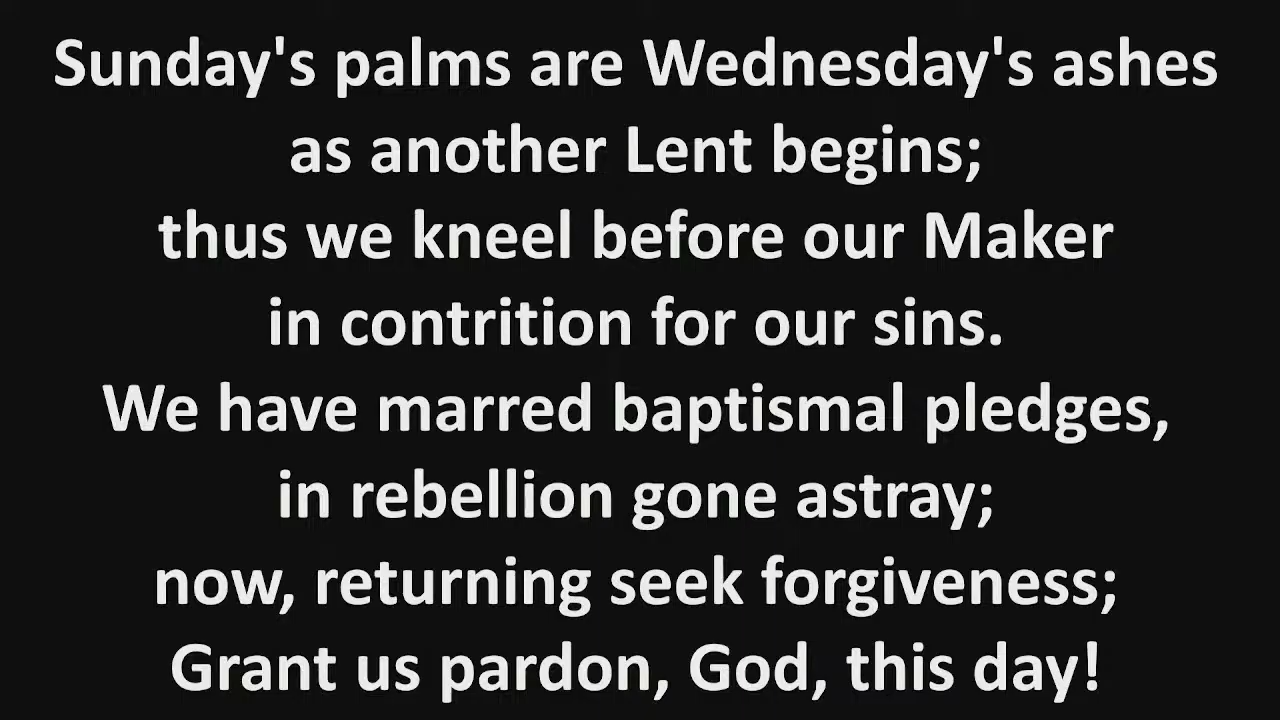 Sunday's palms are Wednesday's ashes
as another Lent begins;
thus we kneel before our Maker
in contrition for our sins.
We have marred baptismal pledges,
in rebellion gone astray;
now, returning seek forgiveness;
Grant us pardon, God, this day!